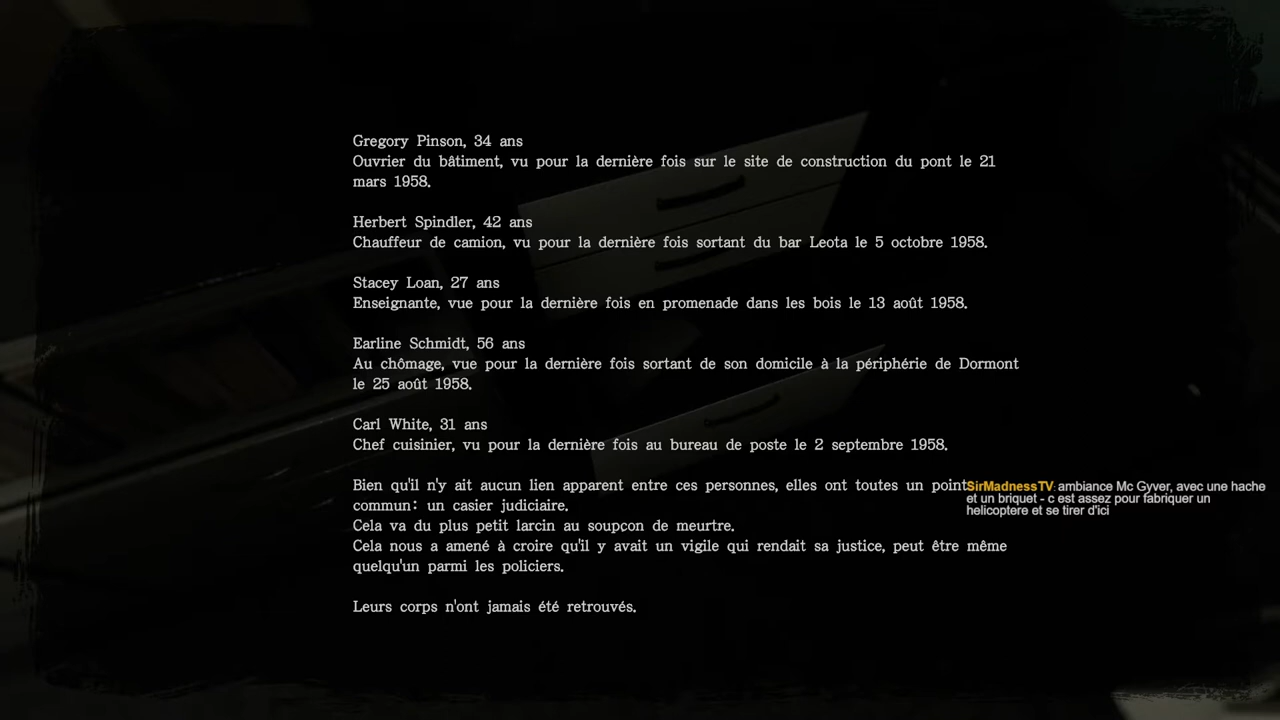 Gregory Pinson, 34 ans
Ouvrier du bâtiment, vu pour la dernière fois sur le site de construction du pont le 21
mars 1958.
Herbert Spindler, 42 ans
Chauffeur de camion, vu pour la dernière fois sortant du bar Leota le 5 octobre 1958.
Stacey Loan, 27 ans
Enseignante, vue pour la dernière fois en promenade dans les bois le 13 août 1958.
Earline Schmidt, 56 ans
Au chômage, vue pour la dernière fois sortant de son domicile à la périphérie de Dormont
le 25 août 1958.
Carl White, 31 ans
Chef cuisinier, vu pour la dernière fois au bureau de poste le 2 septembre 1958.
Bien qu'il n'y ait aucun lien apparent entre ces personnes, elles ont toutes un point
commun: un casier judiciaire.
Cela va du plus petit larcin au soupçon de meurtre.
Cela nous a amené à croire qu'il y avait un vigile qui rendait sa justice, peut être même
quelqu'un parmi les policiers.
Leurs corps n'ont jamais été retrouvés.
SirMadnessTV: ambiance Mc Gyver, avec une hache
et un briquet - c est assez pour fabriquer un
helicoptere et se tirer d'ici